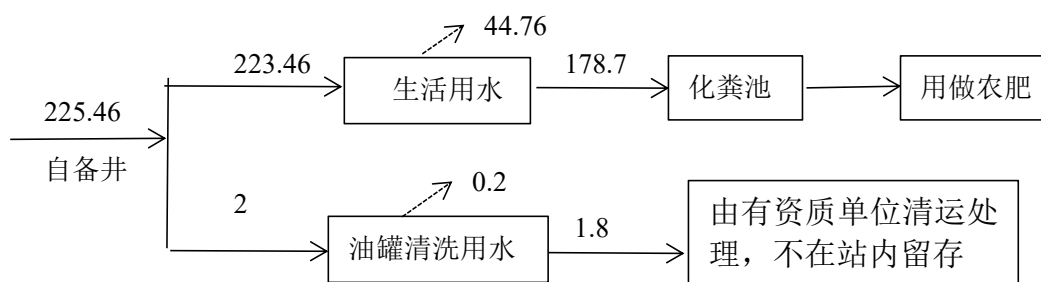 44.76
223.46
178.7
生活用水
化粪池
用做农肥
225.46
自备井
0.2
2
1.8
油罐清洗用水
由有资质单位清运处
理，不在站内留存